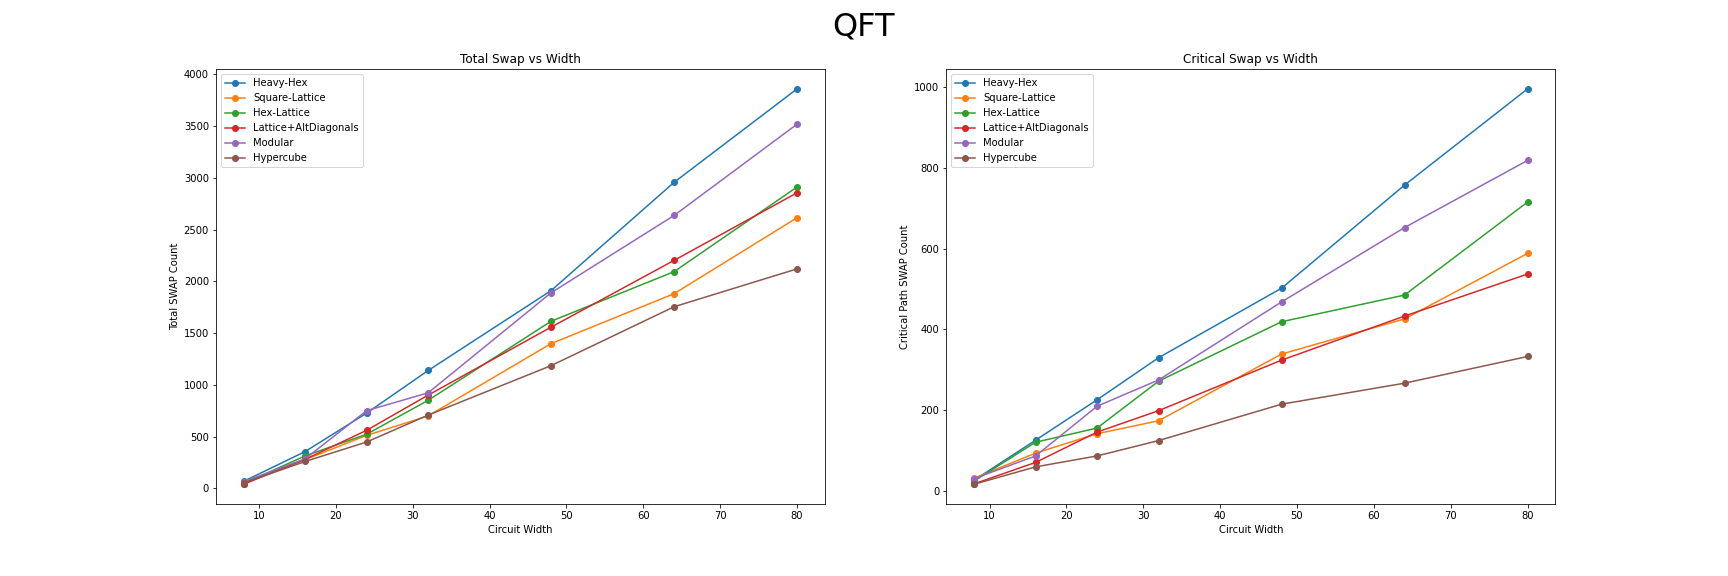 QFT
Total Swap vs Width
Total SWAP Count
4000
3500
3000
2500
2000
1500
1000
500
0
Heavy-Hex
Square-Lattice
Hex-Lattice
Lattice+AltDiagonals
Modular
Hypercube
10 20 30 40 50 60 70 80
Circuit Width
Critical Swap vs Width
Critical Path SWAP Count
1000
800
600
400
200
0
Heavy-Hex
Square-Lattice
Hex-Lattice
Lattice+AltDiagonals
Modular
Hypercube
10 20 30 40 50 60 70 80
Circuit Width